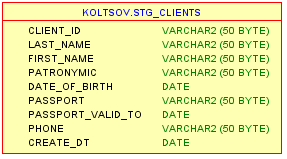 KOLTSOV.STG_CLIENTS
CLIENT_ID VARCHAR2 (50 BYTE)
LAST_NAME VARCHAR2 (50 BYTE)
FIRST_NAME VARCHAR2 (50 BYTE)
PATRONYMIC VARCHAR2 (50 BYTE)
DATE_OF_BIRTH DATE
PASSPORT VARCHAR2 (50 BYTE)
PASSPORT_VALID_TO DATE
PHONE VARCHAR2 (50 BYTE)
CREATE_DT DATE